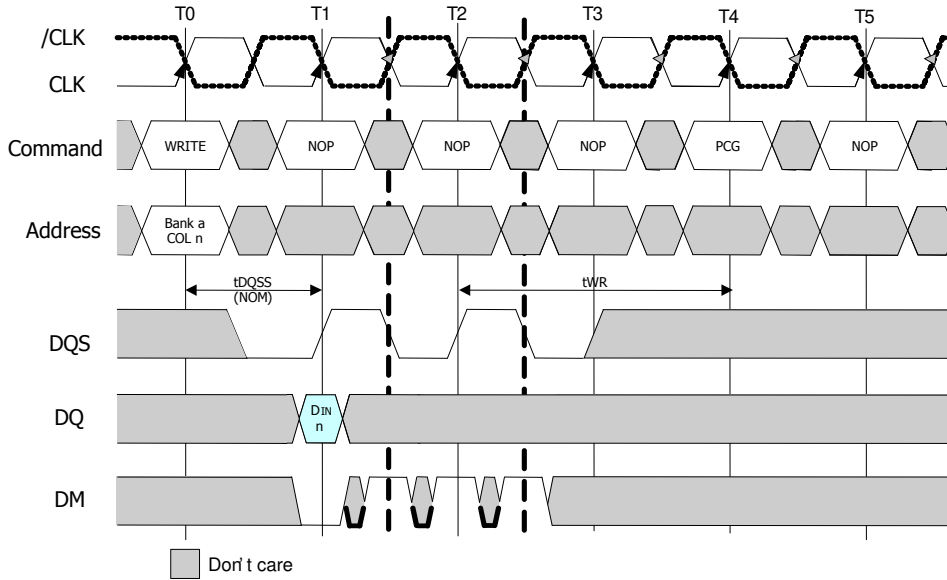 T0 T1 T2 T3 T4 T5
/CLK
CLK
Command WRITE NOP NOP NOP PCG NOP
Address Bank a
COL n
tDQSS
(NOM)
tWR
DQS
DQ DIN
n
DM
Don't care